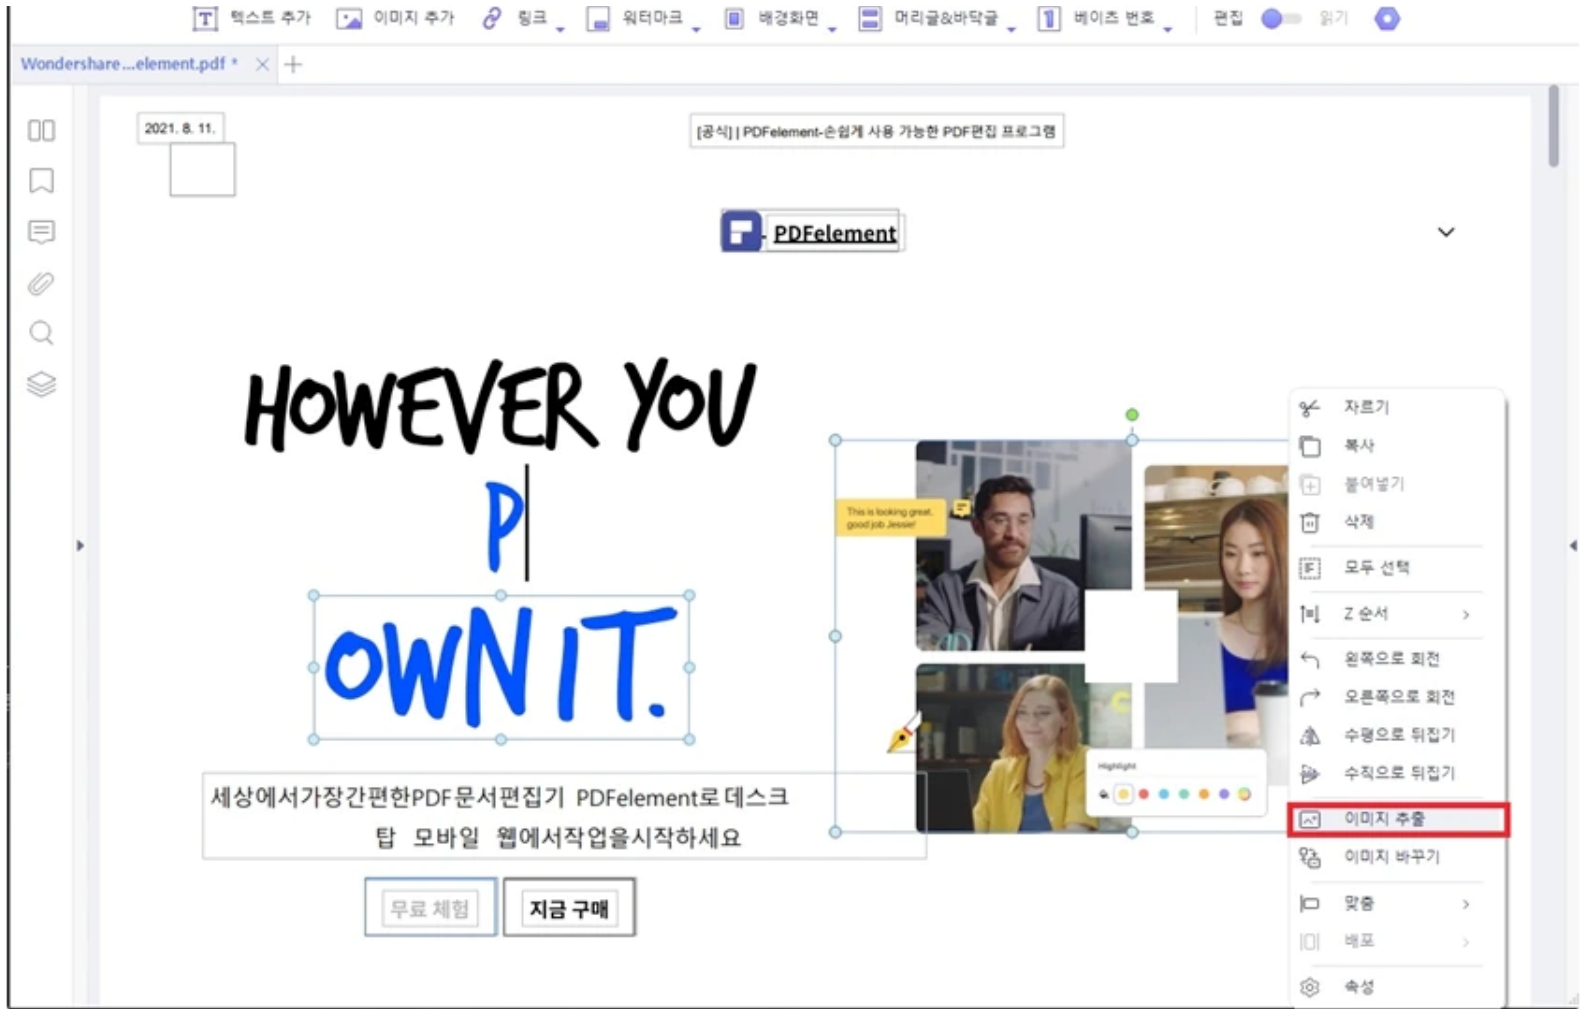 텍스트 추가 이미지 추가 링크 워터마크 배경화면 머리글&바닥글 베이츠 번호 편집 읽기
Wondershare...element.pdf *
2021. 8. 11.
[공식] | PDFelement-손쉽게 사용 가능한 PDF편집 프로그램
PDFelement
HOWEVER YOU
P
OWN IT.
세상에서가장간편한PDF문서편집기 PDFelement로데스크
탑 모바일 웹에서작업을시작하세요
무료 체험
지금 구매
This is looking great,
good job Jessie!
Highlight
자르기
복사
붙여넣기
삭제
모두 선택
Z 순서
왼쪽으로 회전
오른쪽으로 회전
수평으로 뒤집기
수직으로 뒤집기
이미지 추출
이미지 바꾸기
맞춤
배포
속성